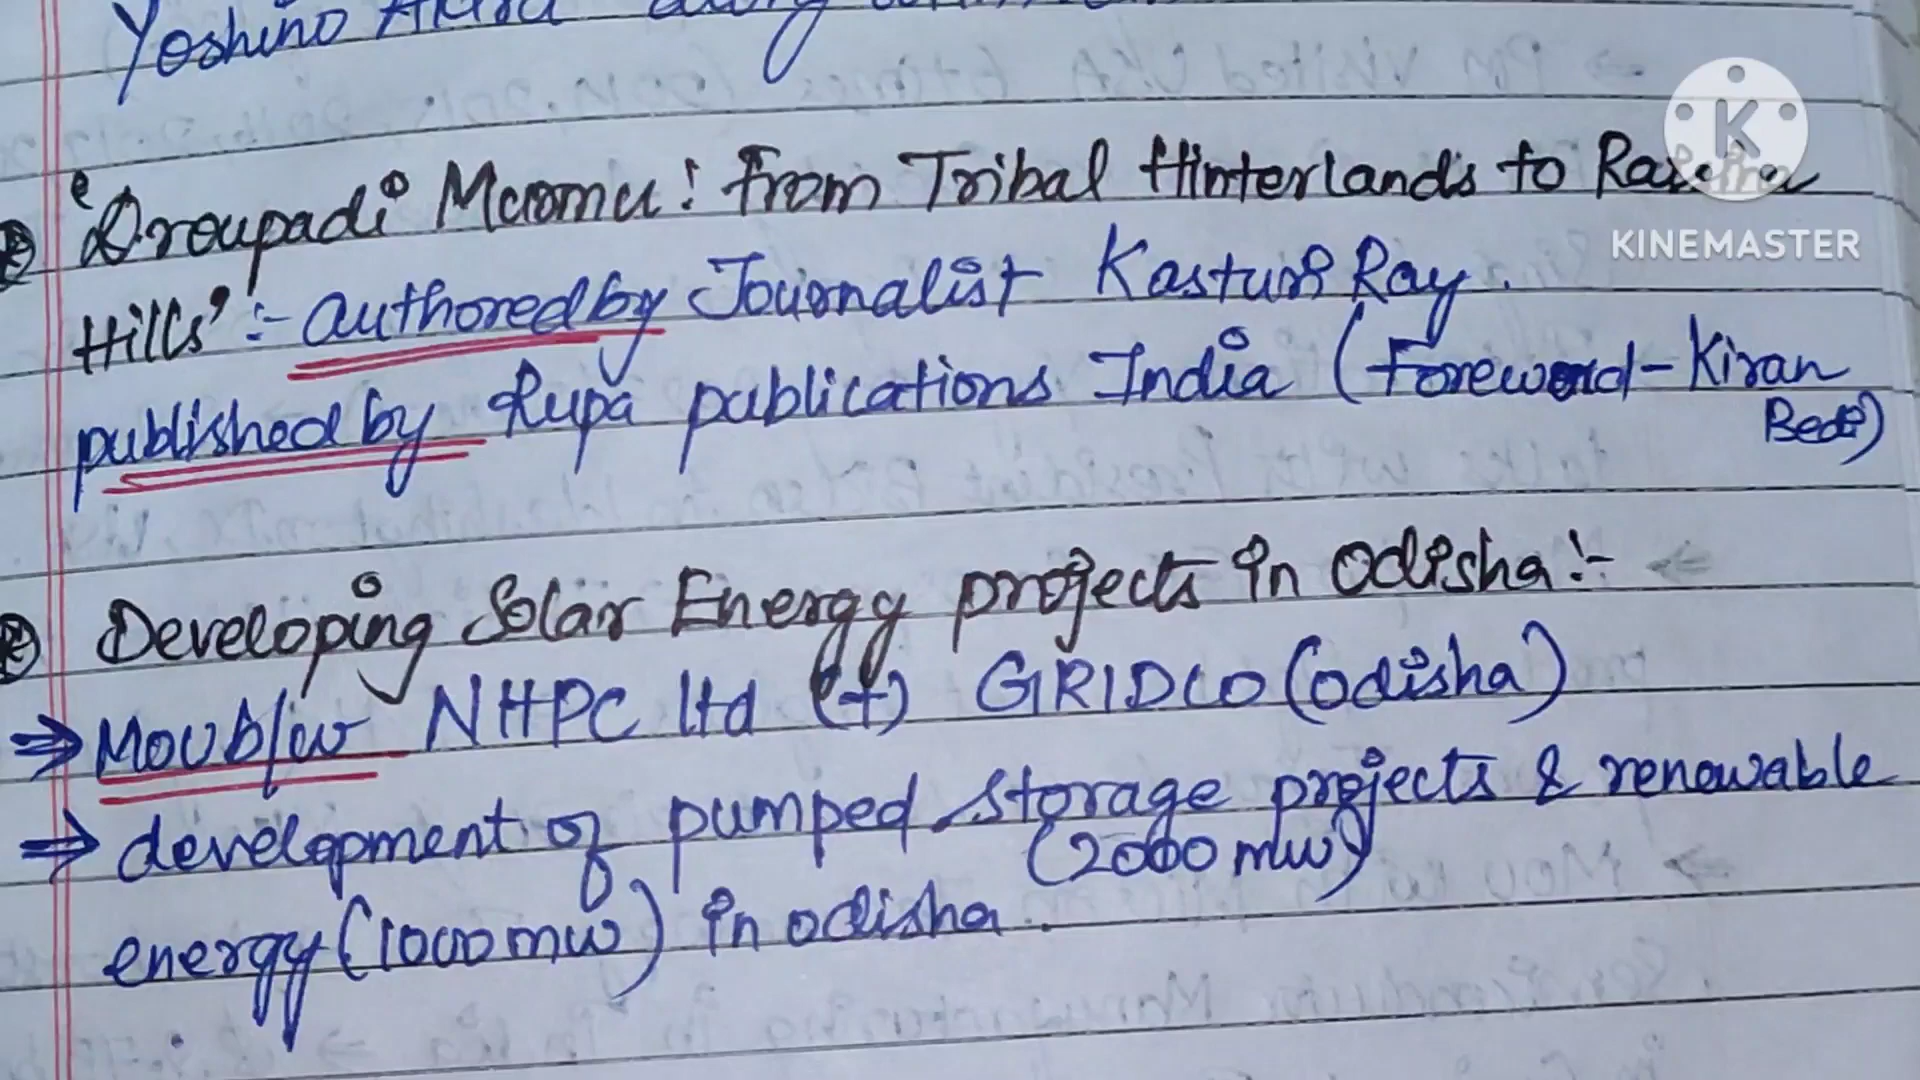 Yoshino Akira
'Droupadi Murmu: From Tribal Hinterlands to Raisina
Hills' :- authored by Journalist Kasturi Ray.
published by Rupa publications India (Foreword - Kiran
Bedi)
Developing Solar Energy projects in Odisha:-
⇒ MoU b/w NHPC ltd (+) GRIDCO (Odisha)
⇒ development of pumped storage projects & renewable
(2000 mw)
energy (1000 mw) in odisha.
K
KINEMASTER